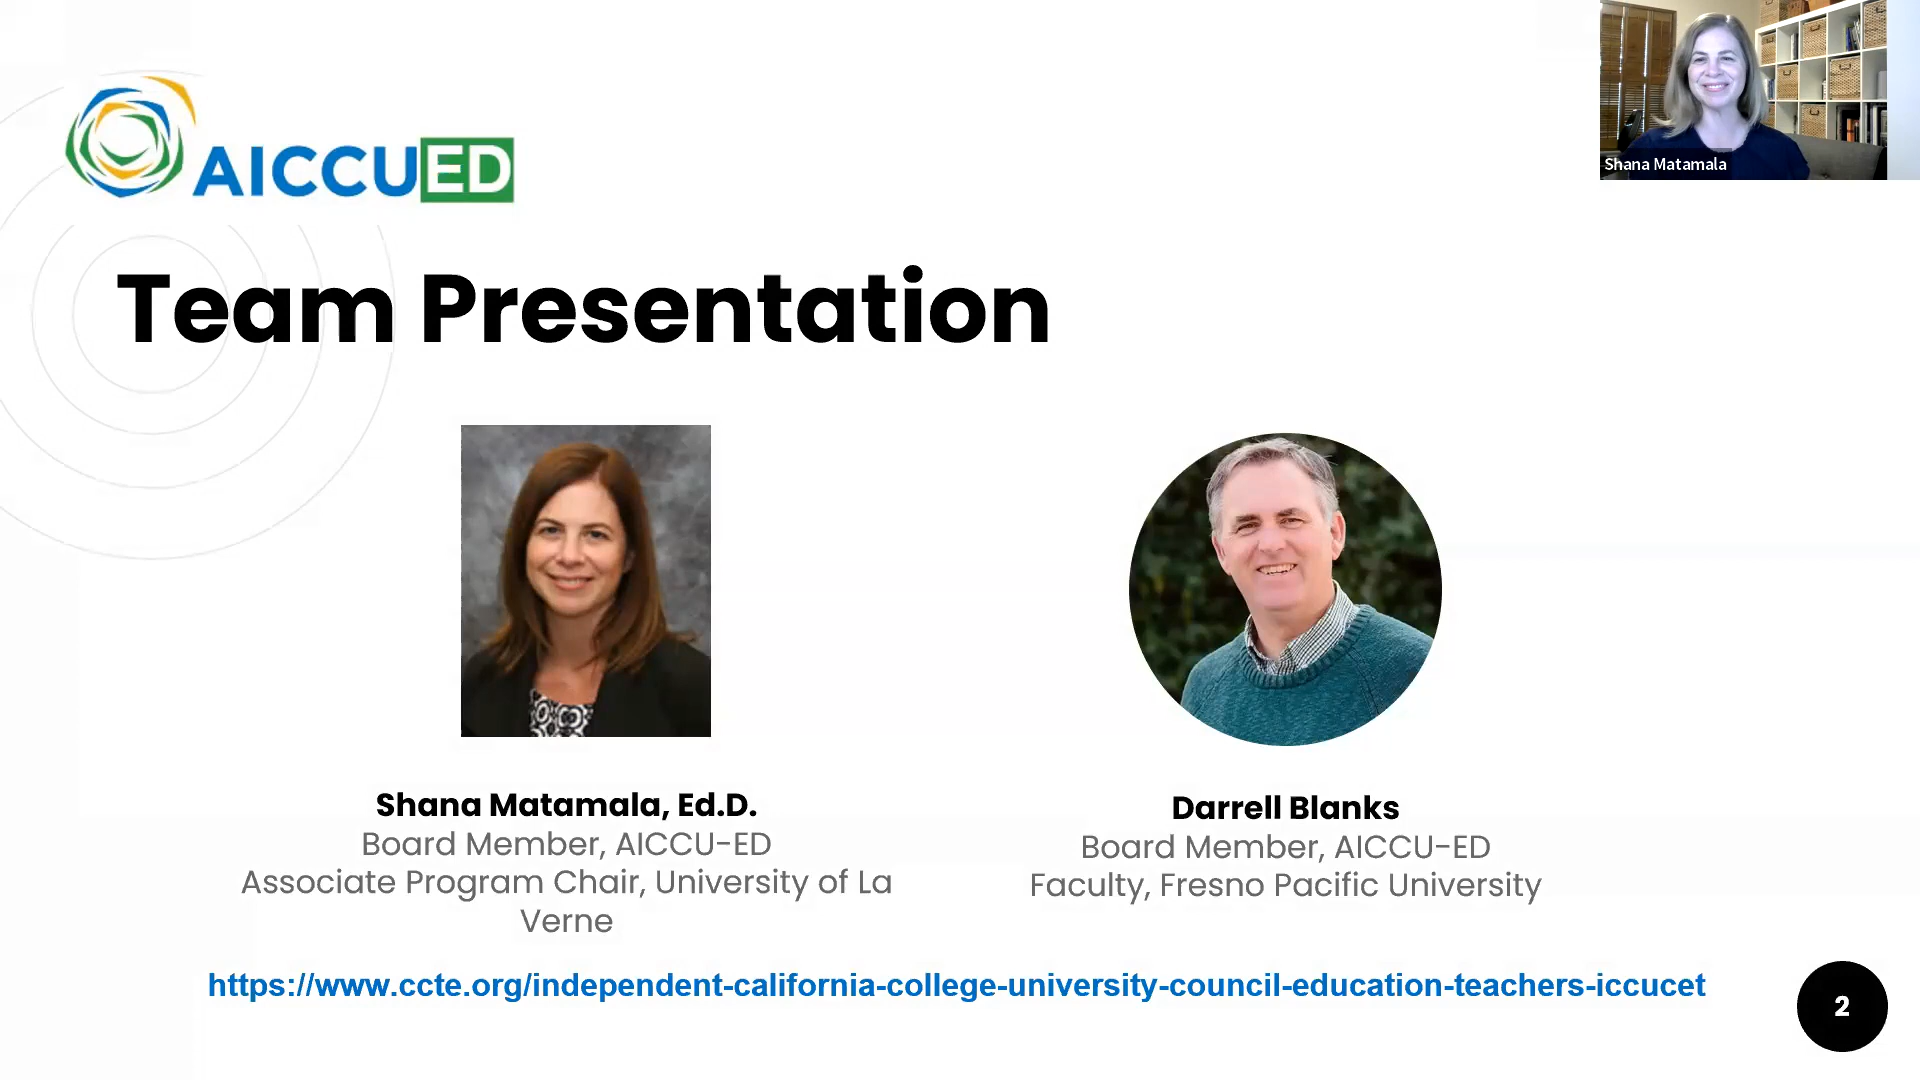 Shana Matamala
AICCUED
Team Presentation
Shana Matamala, Ed.D.
Board Member, AICCU-ED
Associate Program Chair, University of La
Verne
Darrell Blanks
Board Member, AICCU-ED
Faculty, Fresno Pacific University
https://www.ccte.org/independent-california-college-university-council-education-teachers-iccucet
2